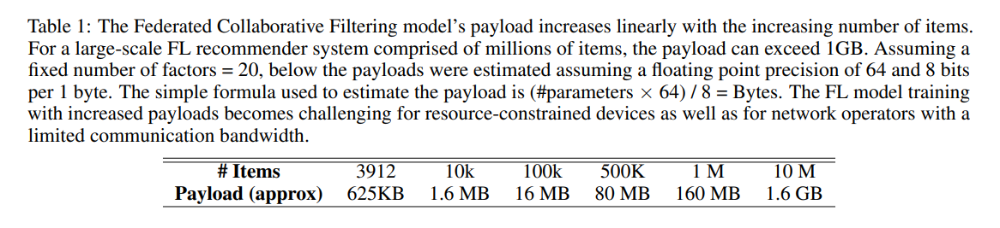 Table 1: The Federated Collaborative Filtering model's payload increases linearly with the increasing number of items.
For a large-scale FL recommender system comprised of millions of items, the payload can exceed 1GB. Assuming a
fixed number of factors = 20, below the payloads were estimated assuming a floating point precision of 64 and 8 bits
per 1 byte. The simple formula used to estimate the payload is (#parameters × 64) / 8 = Bytes. The FL model training
with increased payloads becomes challenging for resource-constrained devices as well as for network operators with a
limited communication bandwidth.
# Items 3912 10k 100k 500K 1 M 10 M
Payload (approx) 625KB 1.6 MB 16 MB 80 MB 160 MB 1.6 GB